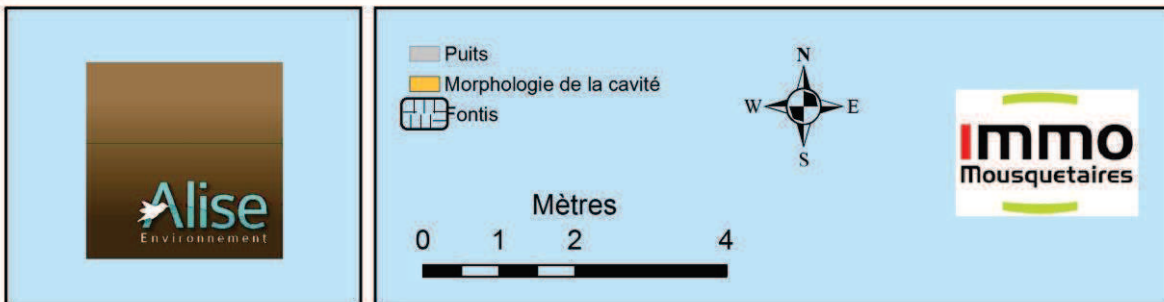 Alise
Environnement
Puits
Morphologie de la cavité
Fontis
N
W E
S
Mètres
0 1 2 4
immo
Mousquetaires